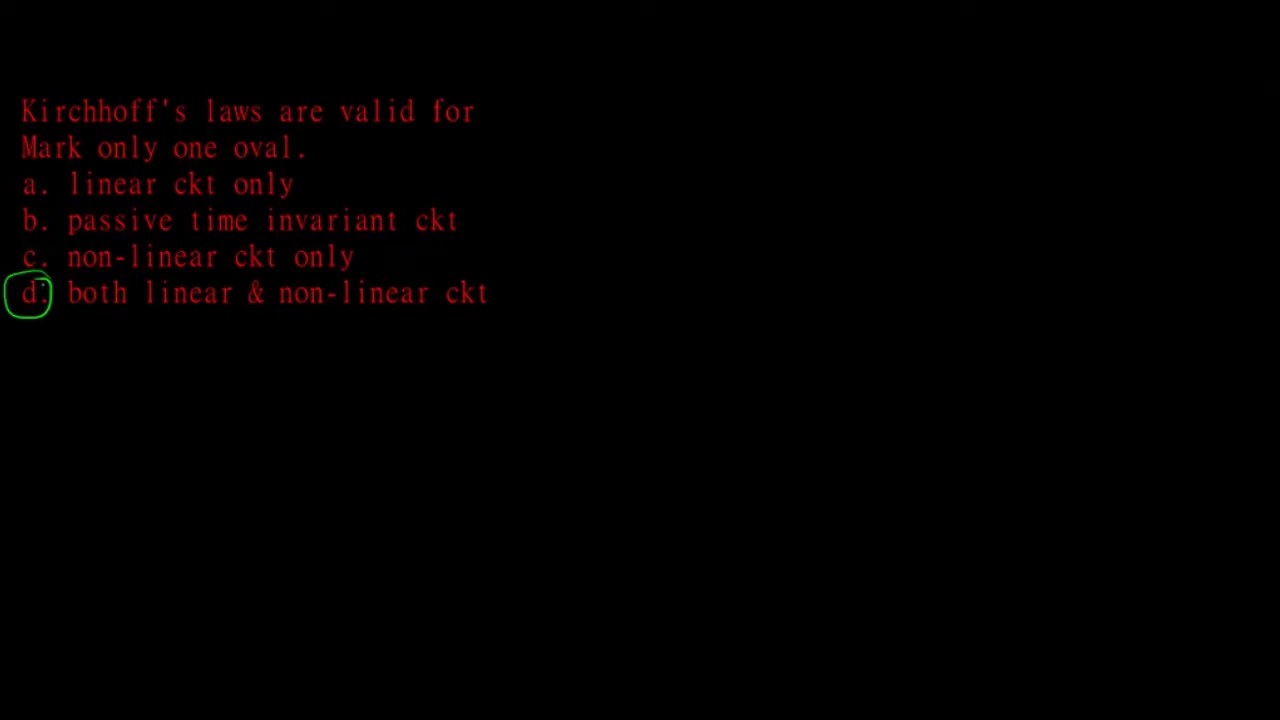 Kirchhoff's laws are valid for
Mark only one oval.
a. linear ckt only
b. passive time invariant ckt
c. non-linear ckt only
d. both linear & non-linear ckt